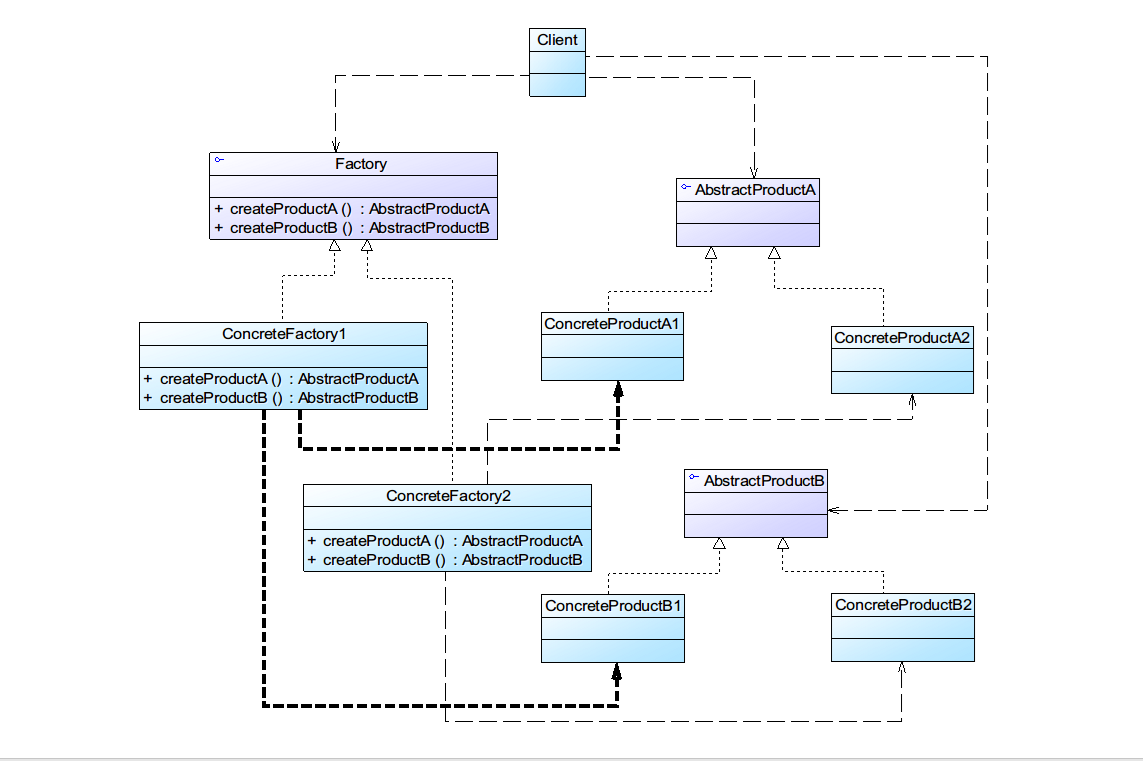 Client
Factory
+ createProductA () : AbstractProductA
+ createProductB () : AbstractProductB
AbstractProductA
ConcreteFactory1
+ createProductA () : AbstractProductA
+ createProductB () : AbstractProductB
ConcreteProductA1
ConcreteProductA2
ConcreteFactory2
+ createProductA () : AbstractProductA
+ createProductB () : AbstractProductB
AbstractProductB
ConcreteProductB1
ConcreteProductB2